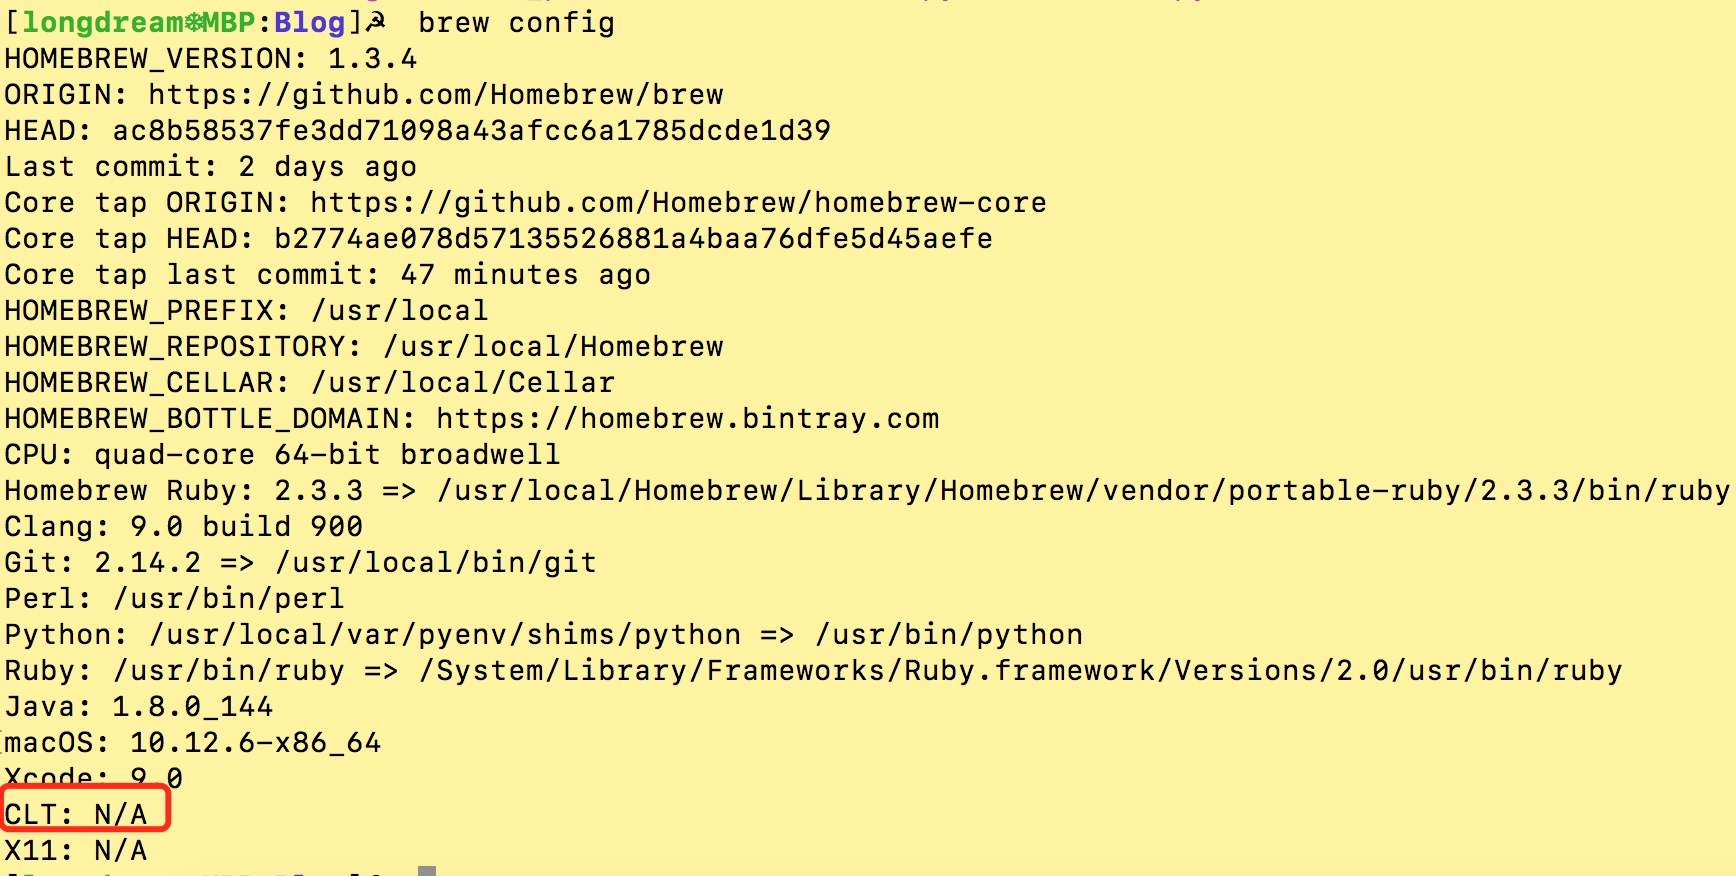 [longdream❄MBP:Blog]☭ brew config
HOMEBREW_VERSION: 1.3.4
ORIGIN: https://github.com/Homebrew/brew
HEAD: ac8b58537fe3dd71098a43afcc6a1785dcde1d39
Last commit: 2 days ago
Core tap ORIGIN: https://github.com/Homebrew/homebrew-core
Core tap HEAD: b2774ae078d57135526881a4baa76dfe5d45aefe
Core tap last commit: 47 minutes ago
HOMEBREW_PREFIX: /usr/local
HOMEBREW_REPOSITORY: /usr/local/Homebrew
HOMEBREW_CELLAR: /usr/local/Cellar
HOMEBREW_BOTTLE_DOMAIN: https://homebrew.bintray.com
CPU: quad-core 64-bit broadwell
Homebrew Ruby: 2.3.3 => /usr/local/Homebrew/Library/Homebrew/vendor/portable-ruby/2.3.3/bin/ruby
Clang: 9.0 build 900
Git: 2.14.2 => /usr/local/bin/git
Perl: /usr/bin/perl
Python: /usr/local/var/pyenv/shims/python => /usr/bin/python
Ruby: /usr/bin/ruby => /System/Library/Frameworks/Ruby.framework/Versions/2.0/usr/bin/ruby
Java: 1.8.0_144
macOS: 10.12.6-x86_64
Xcode: 9.0
CLT: N/A
X11: N/A